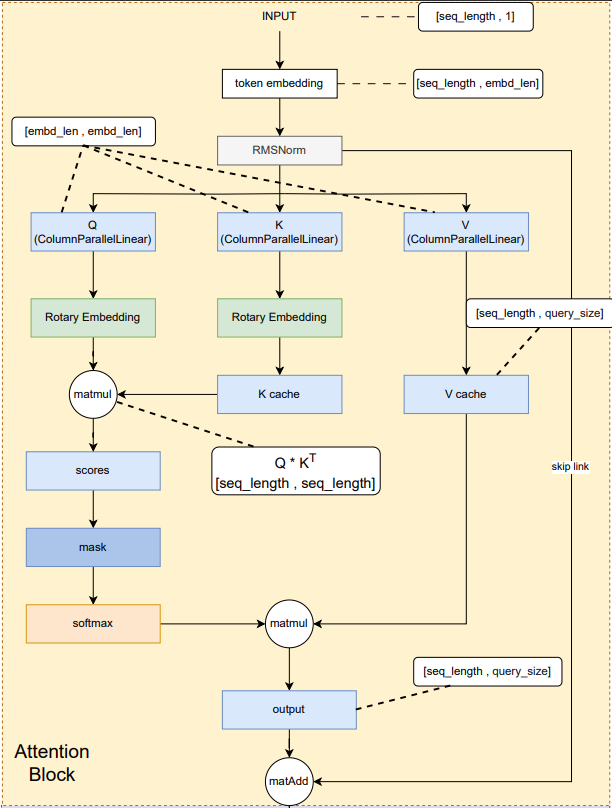 INPUT
[seq_length , 1]
token embedding
[seq_length , embd_len]
[embd_len , embd_len]
RMSNorm
Q
(ColumnParallelLinear)
K
(ColumnParallelLinear)
V
(ColumnParallelLinear)
Rotary Embedding
Rotary Embedding
[seq_length , query_size]
matmul
K cache
V cache
Q * K^T
[seq_length , seq_length]
scores
skip link
mask
softmax
matmul
[seq_length , query_size]
output
Attention
Block
matAdd